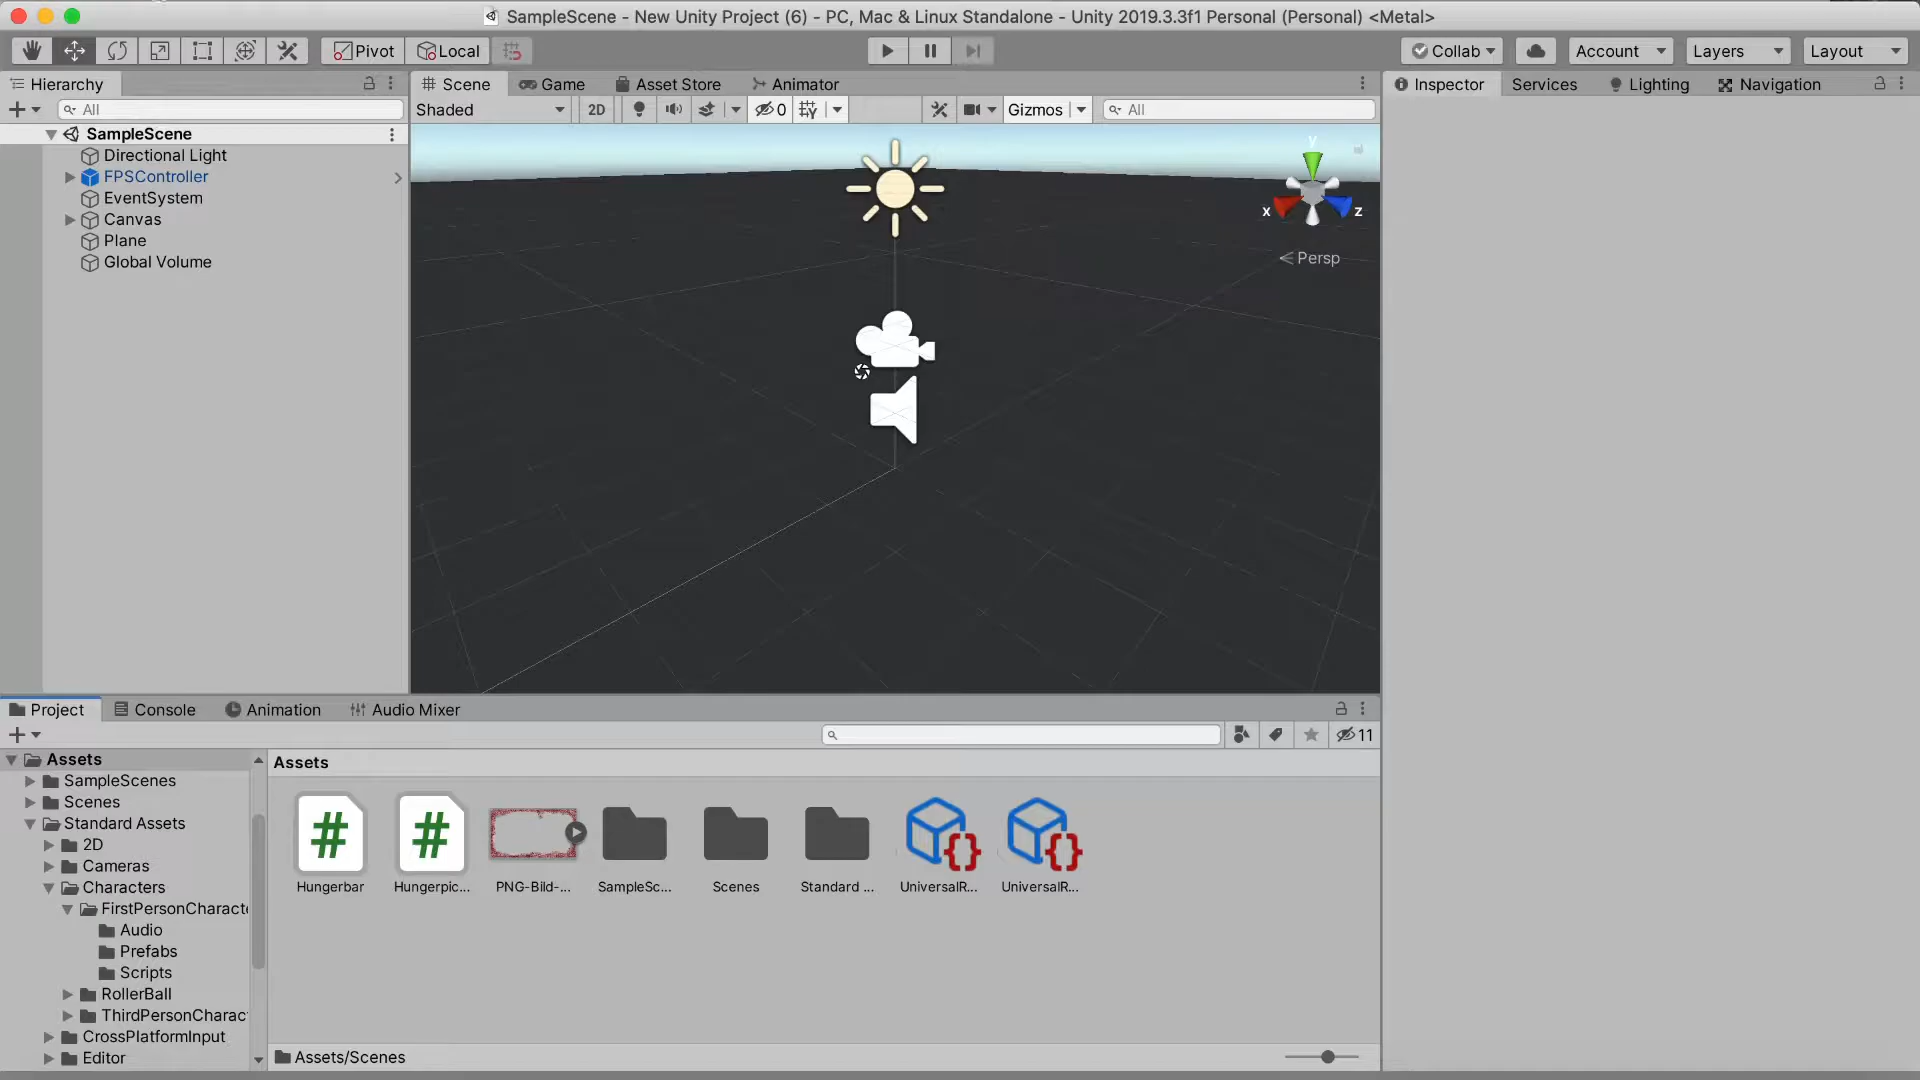 SampleScene - New Unity Project (6) - PC, Mac & Linux Standalone - Unity 2019.3.3f1 Personal (Personal) <Metal>
Pivot
Local
Collab
Account
Layers
Layout
Hierarchy
All
SampleScene
Directional Light
FPSController
EventSystem
Canvas
Plane
Global Volume
Scene
Game
Asset Store
Animator
Shaded
2D
0
Gizmos
All
y
x
z
Persp
Inspector
Services
Lighting
Navigation
Project
Console
Animation
Audio Mixer
11
Assets
SampleScenes
Scenes
Standard Assets
2D
Cameras
Characters
FirstPersonCharacte
Audio
Prefabs
Scripts
RollerBall
ThirdPersonCharac
CrossPlatformInput
Editor
Assets
#
#
{}
{}
Hungerbar
Hungerpic...
PNG-Bild-...
SampleSc...
Scenes
Standard ...
UniversalR...
UniversalR...
Assets/Scenes